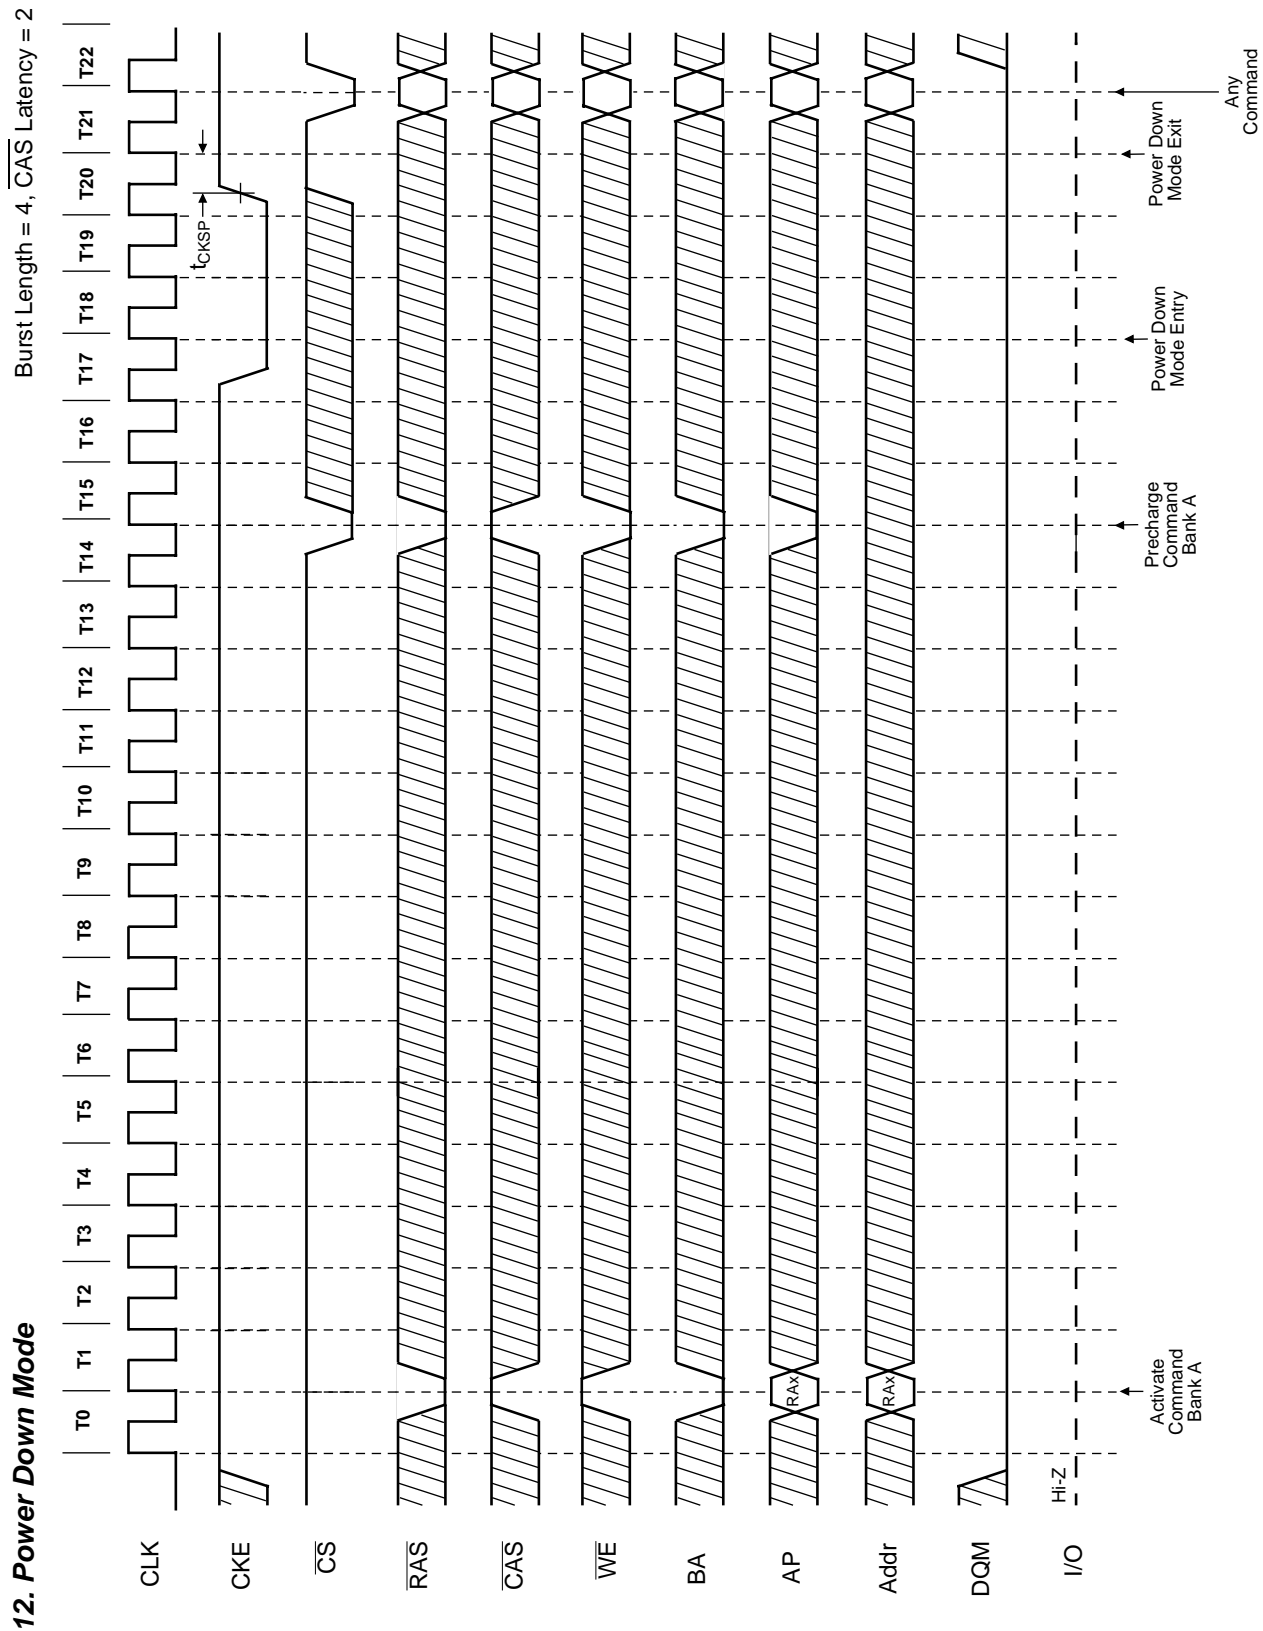 12. Power Down Mode
Burst Length = 4, CAS Latency = 2
T0 T1 T2 T3 T4 T5 T6 T7 T8 T9 T10 T11 T12 T13 T14 T15 T16 T17 T18 T19 T20 T21 T22
CLK
tCKSP
CKE
CS
RAS
CAS
WE
BA
AP
RAx
Addr
RAx
DQM
Hi-Z
I/O
Activate
Command
Bank A
Precharge
Command
Bank A
Power Down
Mode Entry
Power Down
Mode Exit
Any
Command